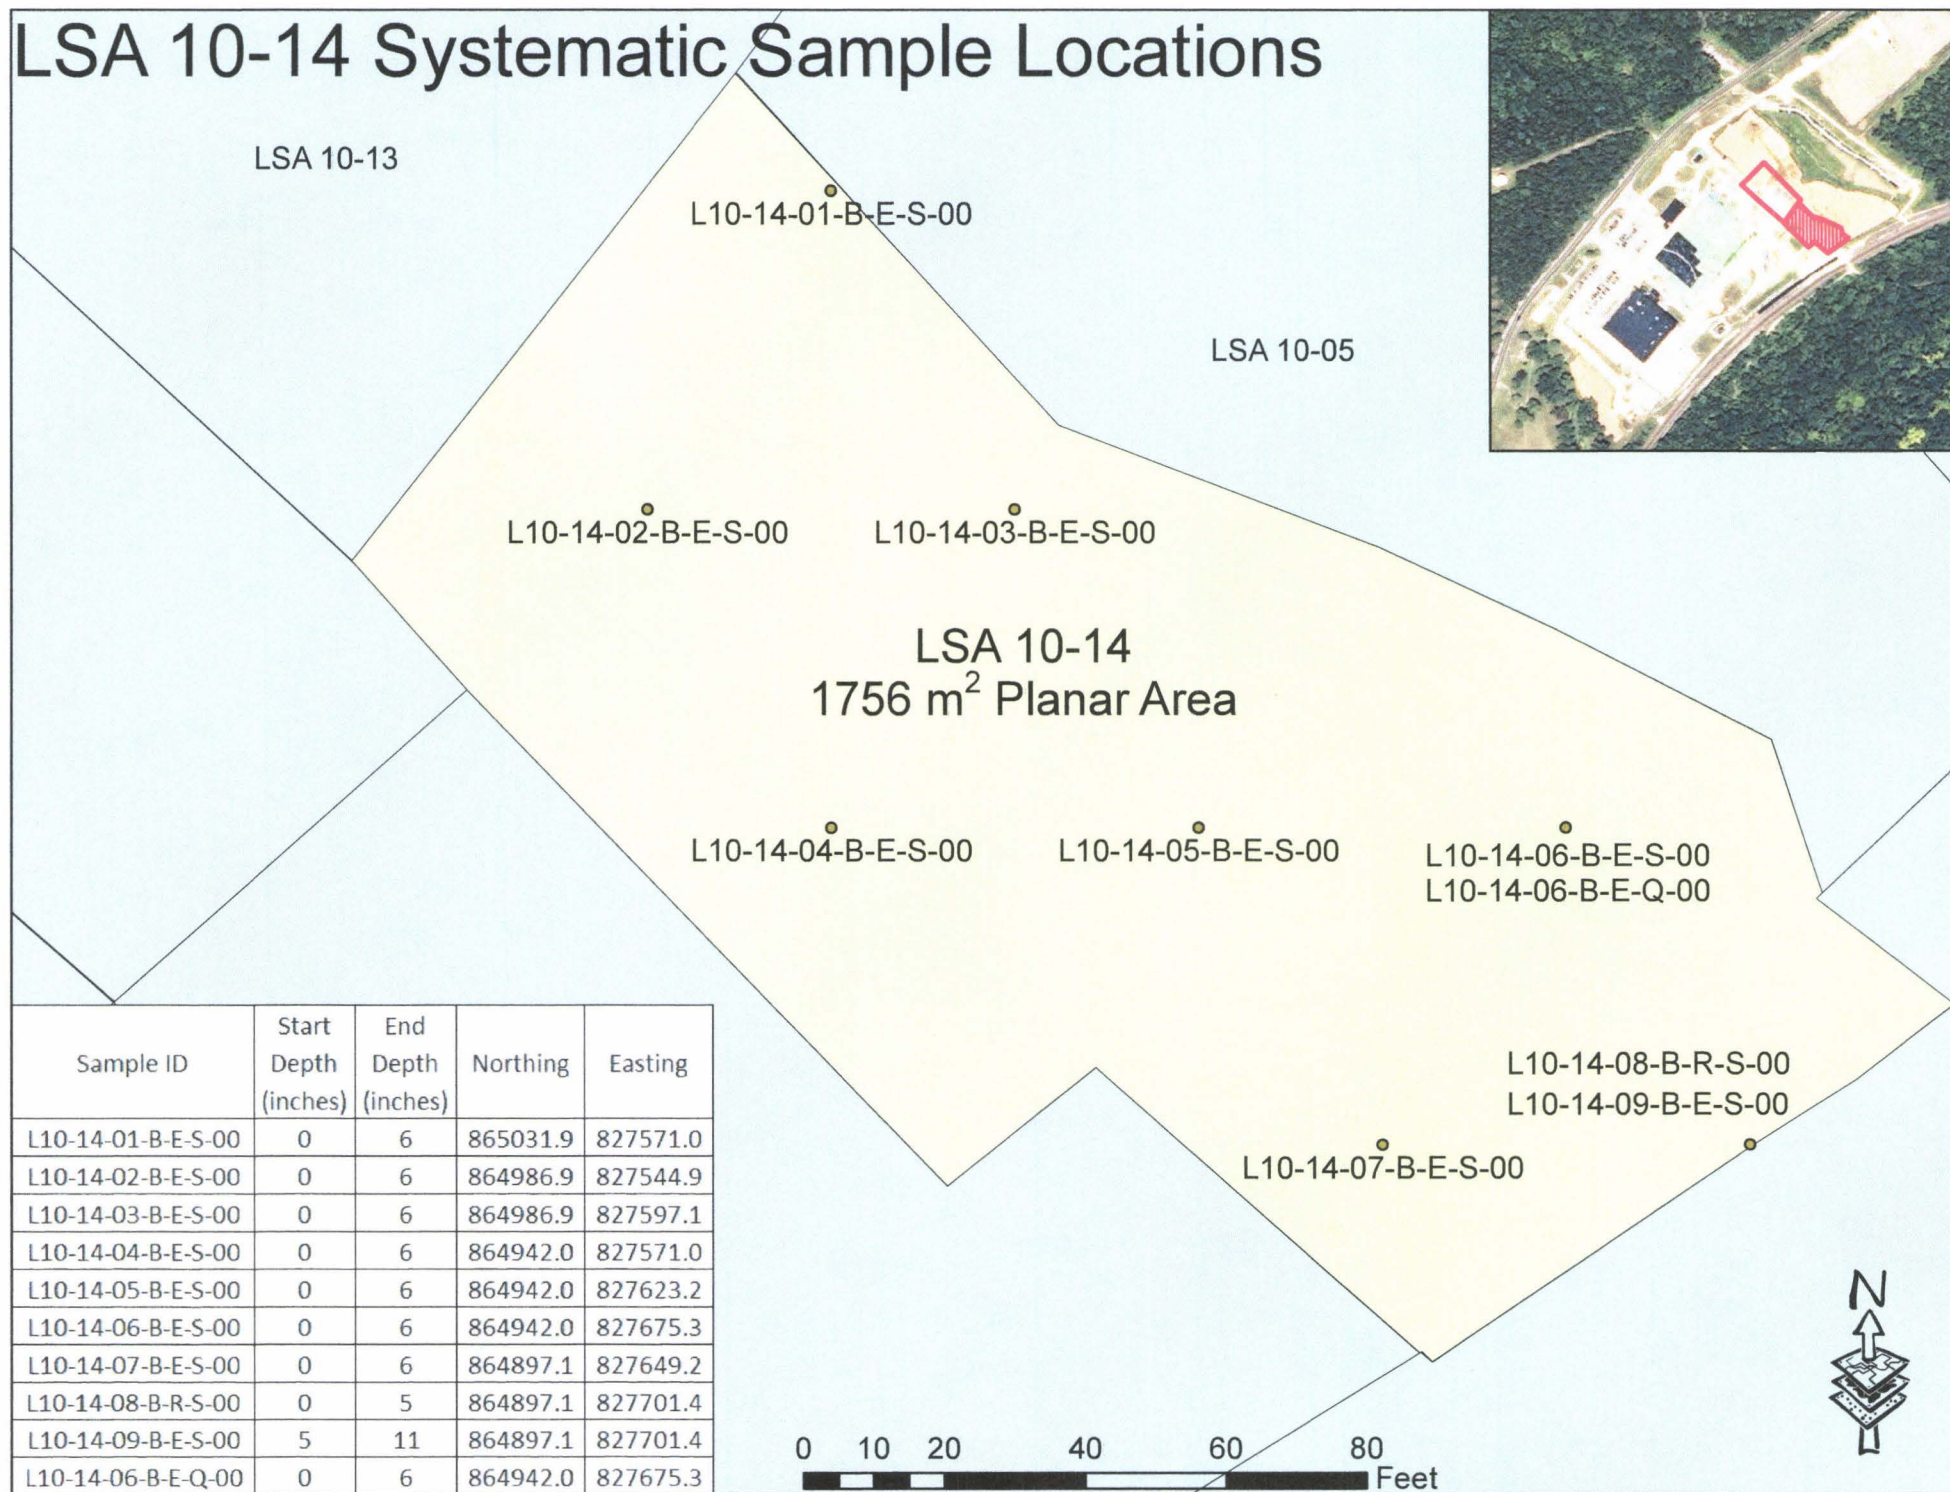 LSA 10-14 Systematic Sample Locations
LSA 10-13
L10-14-01-B-E-S-00
LSA 10-05
L10-14-02-B-E-S-00
L10-14-03-B-E-S-00
LSA 10-14
1756 m² Planar Area
L10-14-04-B-E-S-00
L10-14-05-B-E-S-00
L10-14-06-B-E-S-00
L10-14-06-B-E-Q-00
L10-14-08-B-R-S-00
L10-14-09-B-E-S-00
L10-14-07-B-E-S-00
Sample ID Start Depth (inches) End Depth (inches) Northing Easting
L10-14-01-B-E-S-00 0 6 865031.9 827571.0
L10-14-02-B-E-S-00 0 6 864986.9 827544.9
L10-14-03-B-E-S-00 0 6 864986.9 827597.1
L10-14-04-B-E-S-00 0 6 864942.0 827571.0
L10-14-05-B-E-S-00 0 6 864942.0 827623.2
L10-14-06-B-E-S-00 0 6 864942.0 827675.3
L10-14-07-B-E-S-00 0 6 864897.1 827649.2
L10-14-08-B-R-S-00 0 5 864897.1 827701.4
L10-14-09-B-E-S-00 5 11 864897.1 827701.4
L10-14-06-B-E-Q-00 0 6 864942.0 827675.3
0 10 20 40 60 80
Feet
N